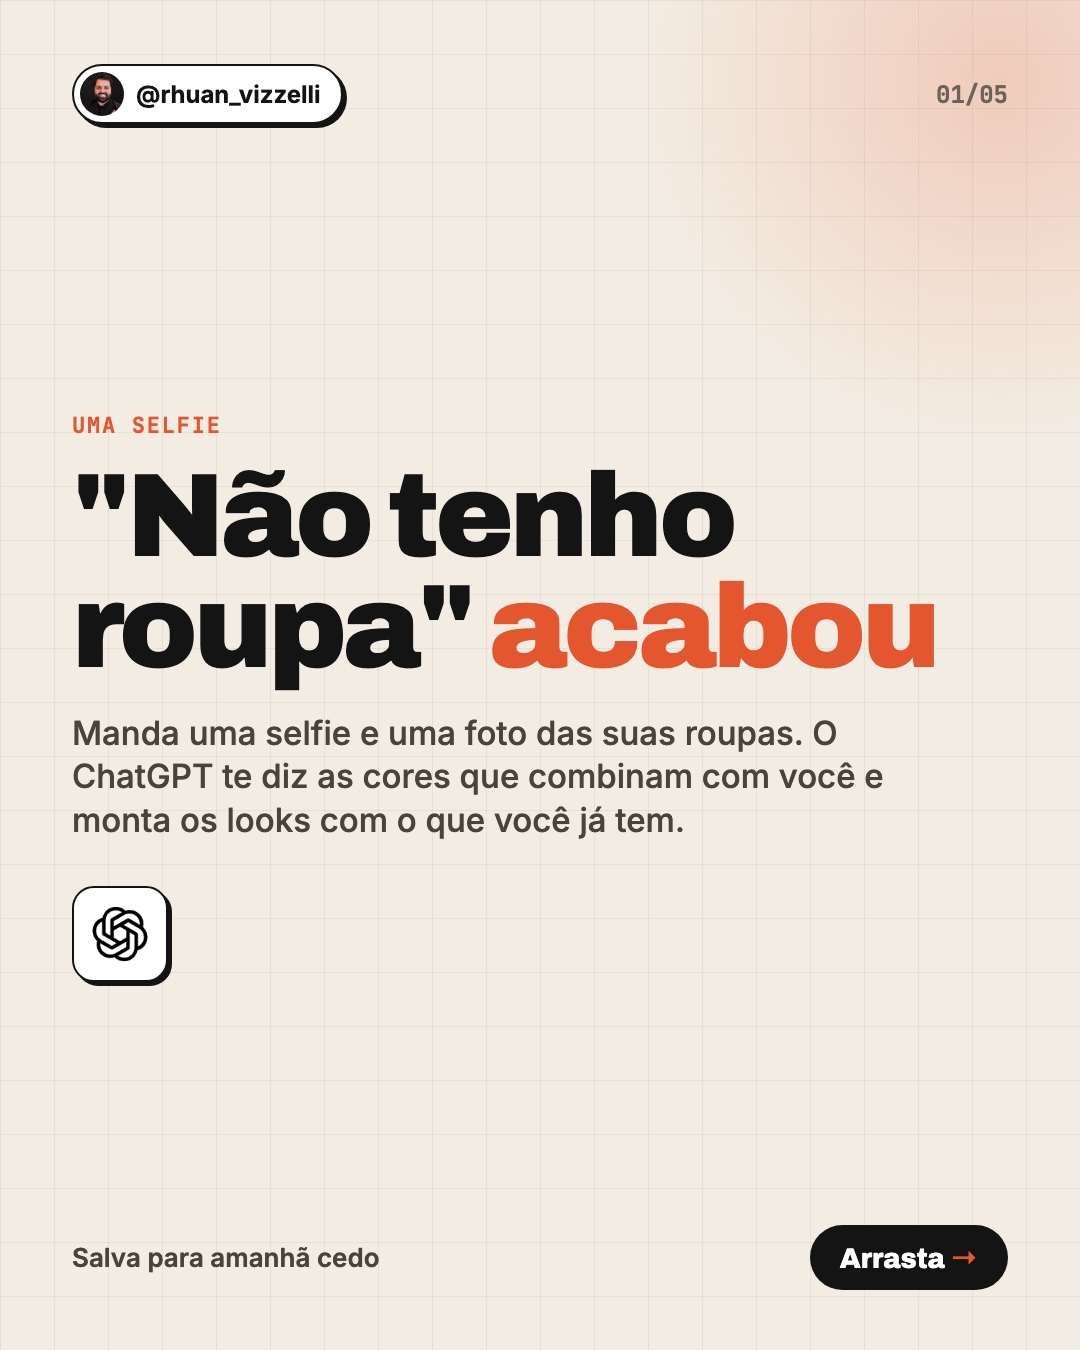 @rhuan_vizzelli
01/05
UMA SELFIE
"Não tenho
roupa" acabou
Manda uma selfie e uma foto das suas roupas. O
ChatGPT te diz as cores que combinam com você e
monta os looks com o que você já tem.
Salva para amanhã cedo
Arrasta →